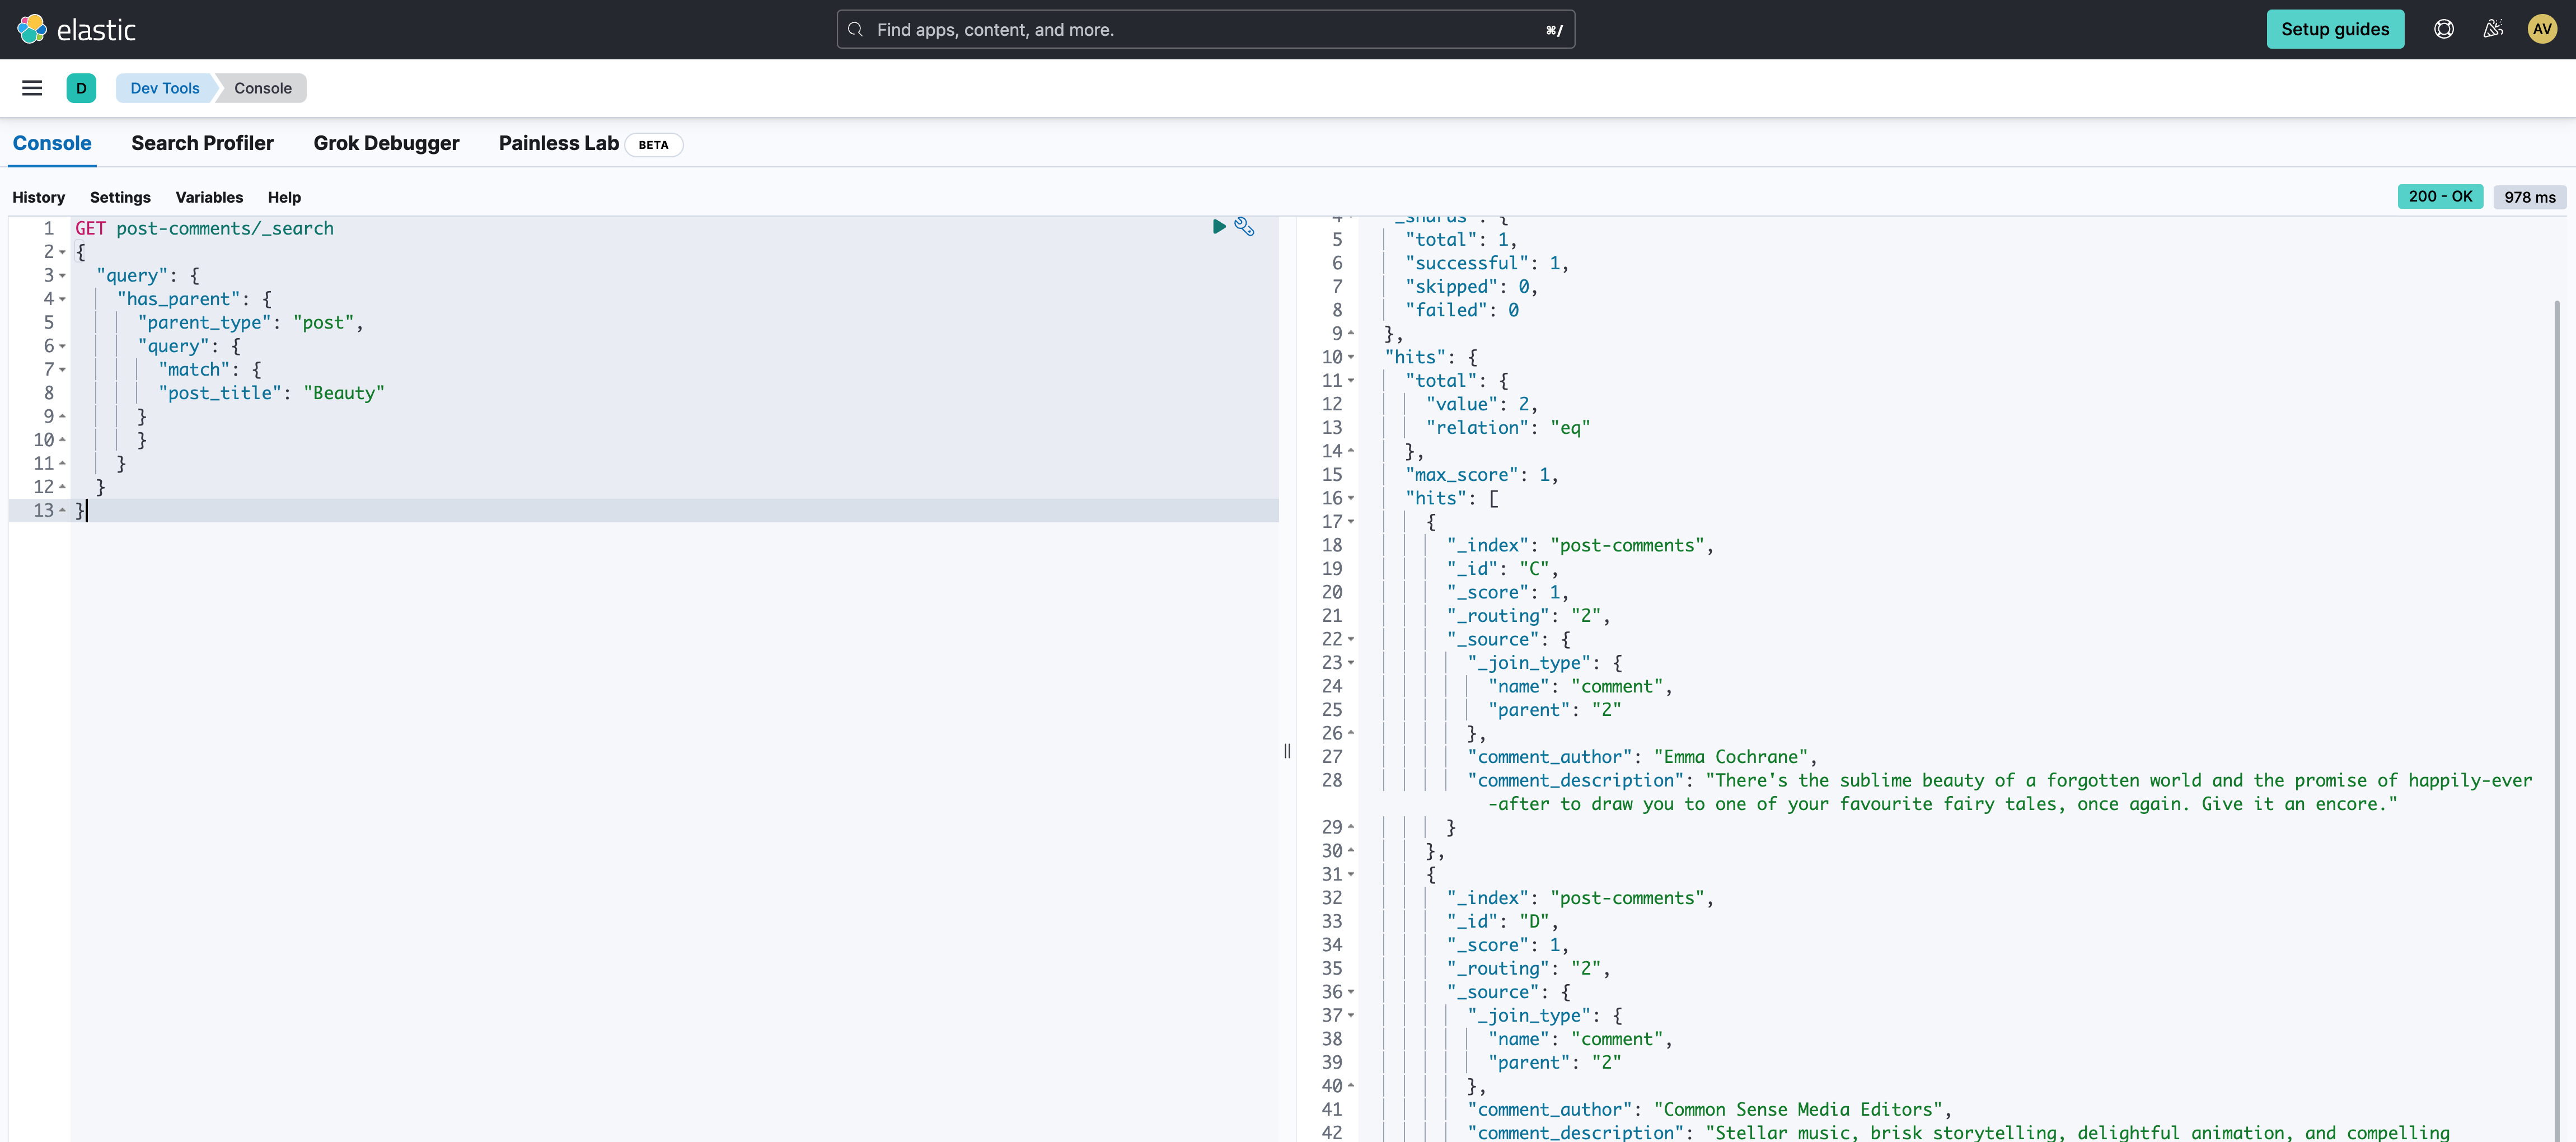 elastic
Find apps, content, and more.
⌘/
Setup guides
AV
D
Dev Tools
Console
Console
Search Profiler
Grok Debugger
Painless Lab
BETA
History
Settings
Variables
Help
200 - OK
978 ms
1 GET post-comments/_search
2 {
3 "query": {
4 "has_parent": {
5 "parent_type": "post",
6 "query": {
7 "match": {
8 "post_title": "Beauty"
9 }
10 }
11 }
12 }
13 }
4 "_shards": {
5 "total": 1,
6 "successful": 1,
7 "skipped": 0,
8 "failed": 0
9 },
10 "hits": {
11 "total": {
12 "value": 2,
13 "relation": "eq"
14 },
15 "max_score": 1,
16 "hits": [
17 {
18 "_index": "post-comments",
19 "_id": "C",
20 "_score": 1,
21 "_routing": "2",
22 "_source": {
23 "_join_type": {
24 "name": "comment",
25 "parent": "2"
26 },
27 "comment_author": "Emma Cochrane",
28 "comment_description": "There's the sublime beauty of a forgotten world and the promise of happily-ever
-after to draw you to one of your favourite fairy tales, once again. Give it an encore."
29 }
30 },
31 {
32 "_index": "post-comments",
33 "_id": "D",
34 "_score": 1,
35 "_routing": "2",
36 "_source": {
37 "_join_type": {
38 "name": "comment",
39 "parent": "2"
40 },
41 "comment_author": "Common Sense Media Editors",
42 "comment_description": "Stellar music, brisk storytelling, delightful animation, and compelling